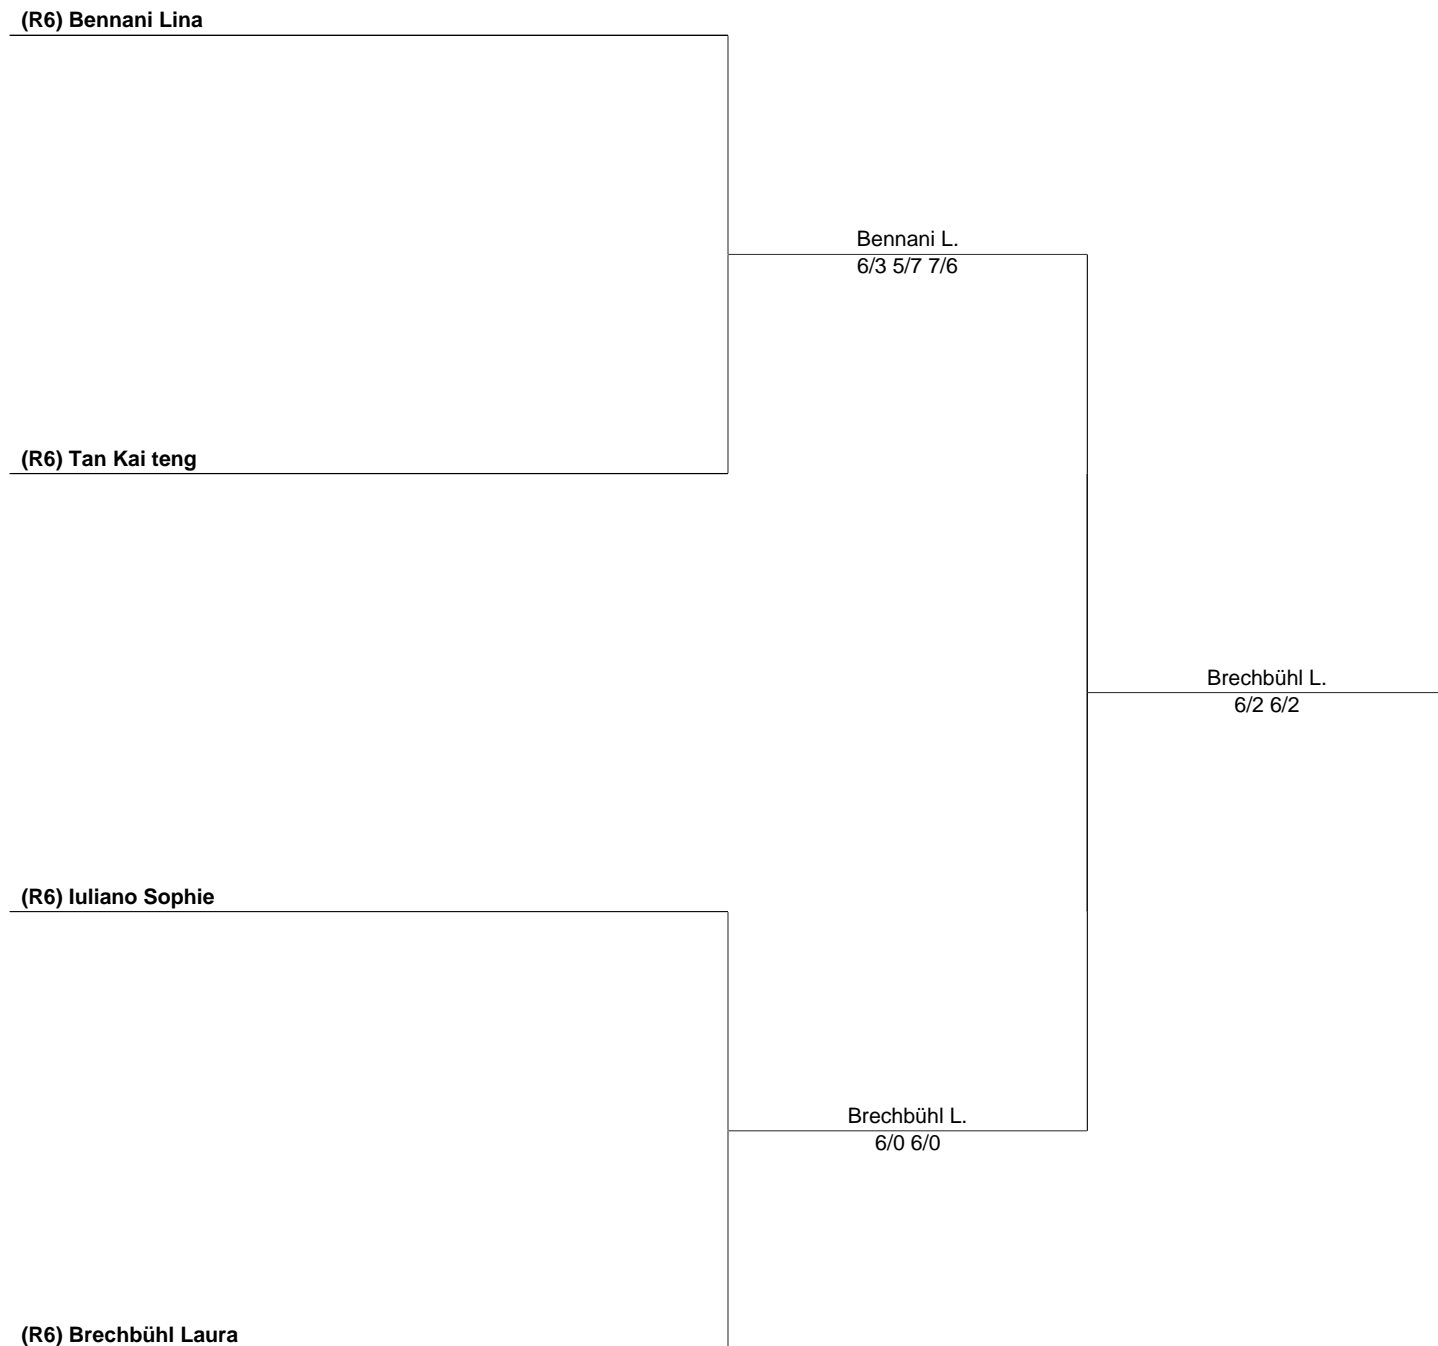 (R6) Bennani Lina
Bennani L.
6/3 5/7 7/6
(R6) Tan Kai teng
Brechbühl L.
6/2 6/2
(R6) Iuliano Sophie
Brechbühl L.
6/0 6/0
(R6) Brechbühl Laura